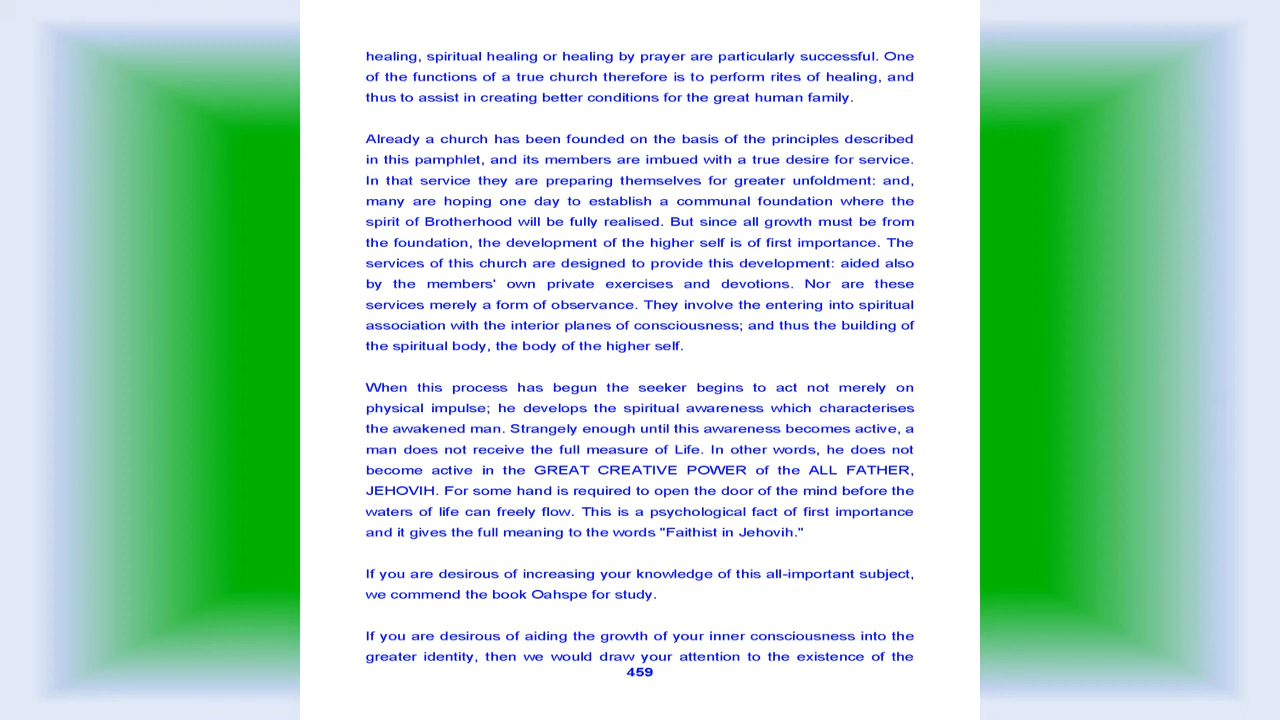 healing, spiritual healing or healing by prayer are particularly successful. One
of the functions of a true church therefore is to perform rites of healing, and
thus to assist in creating better conditions for the great human family.
Already a church has been founded on the basis of the principles described
in this pamphlet, and its members are imbued with a true desire for service.
In that service they are preparing themselves for greater unfoldment: and,
many are hoping one day to establish a communal foundation where the
spirit of Brotherhood will be fully realised. But since all growth must be from
the foundation, the development of the higher self is of first importance. The
services of this church are designed to provide this development: aided also
by the members' own private exercises and devotions. Nor are these
services merely a form of observance. They involve the entering into spiritual
association with the interior planes of consciousness; and thus the building of
the spiritual body, the body of the higher self.
When this process has begun the seeker begins to act not merely on
physical impulse; he develops the spiritual awareness which characterises
the awakened man. Strangely enough until this awareness becomes active, a
man does not receive the full measure of Life. In other words, he does not
become active in the GREAT CREATIVE POWER of the ALL FATHER,
JEHOVIH. For some hand is required to open the door of the mind before the
waters of life can freely flow. This is a psychological fact of first importance
and it gives the full meaning to the words "Faithist in Jehovih."
If you are desirous of increasing your knowledge of this all-important subject,
we commend the book Oahspe for study.
If you are desirous of aiding the growth of your inner consciousness into the
greater identity, then we would draw your attention to the existence of the
459